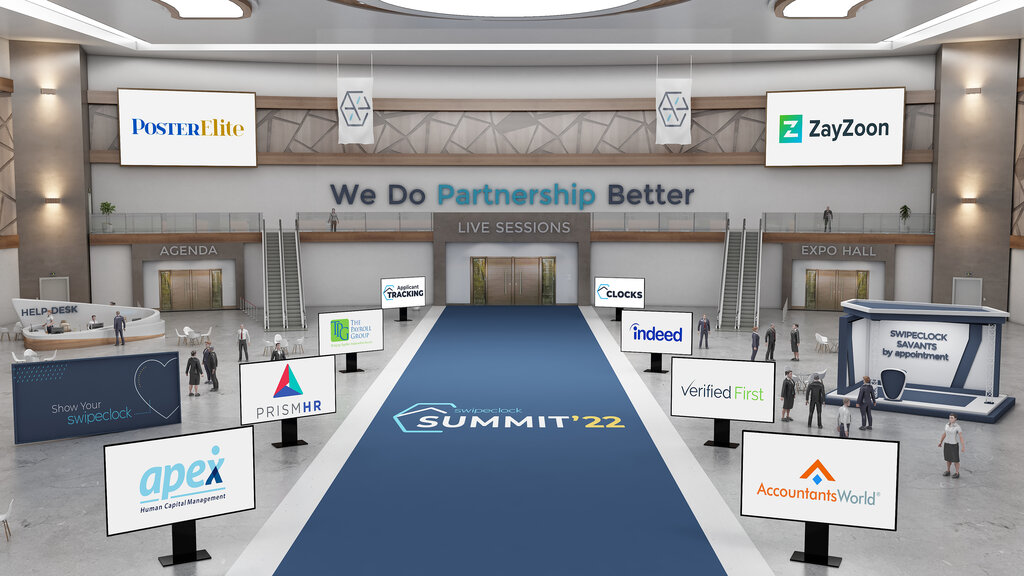 PosterElite
ZayZoon
We Do Partnership Better
LIVE SESSIONS
AGENDA
EXPO HALL
Applicant
TRACKING
CLOCKS
HELP DESK
TPG
THE
PAYROLL
GROUP
indeed
SWIPECLOCK
SAVANTS
by appointment
Show Your
swipeclock
PRISMHR
Verified First
swipeclock
SUMMIT'22
apex
Human Capital Management
AccountantsWorld®